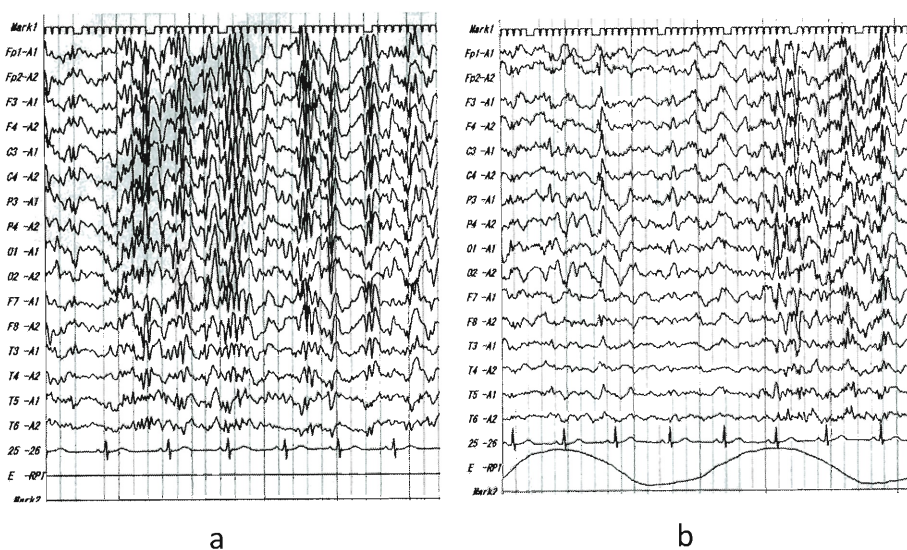 Mark1
Fp1-A1
Fp2-A2
F3 -A1
F4 -A2
C3 -A1
C4 -A2
P3 -A1
P4 -A2
O1 -A1
O2 -A2
F7 -A1
F8 -A2
T3 -A1
T4 -A2
T5 -A1
T6 -A2
25 -26
E -RPT
Mark2
a
Mark1
Fp1-A1
Fp2-A2
F3 -A1
F4 -A2
C3 -A1
C4 -A2
P3 -A1
P4 -A2
O1 -A1
O2 -A2
F7 -A1
F8 -A2
T3 -A1
T4 -A2
T5 -A1
T6 -A2
25 -26
E -RPT
Mark2
b